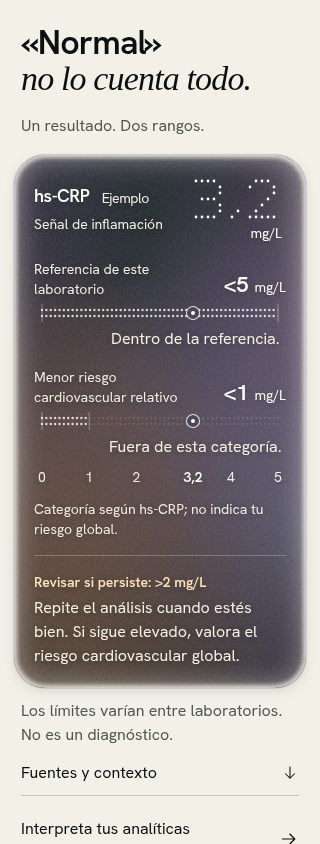 «Normal»
no lo cuenta todo.
Un resultado. Dos rangos.
hs-CRP Ejemplo
3,2
Señal de inflamación
mg/L
Referencia de este
laboratorio
<5 mg/L
Dentro de la referencia.
Menor riesgo
cardiovascular relativo
<1 mg/L
Fuera de esta categoría.
0 1 2 3,2 4 5
Categoría según hs-CRP; no indica tu
riesgo global.
Revisar si persiste: >2 mg/L
Repite el análisis cuando estés
bien. Si sigue elevado, valora el
riesgo cardiovascular global.
Los límites varían entre laboratorios.
No es un diagnóstico.
Fuentes y contexto ↓
Interpreta tus analíticas →